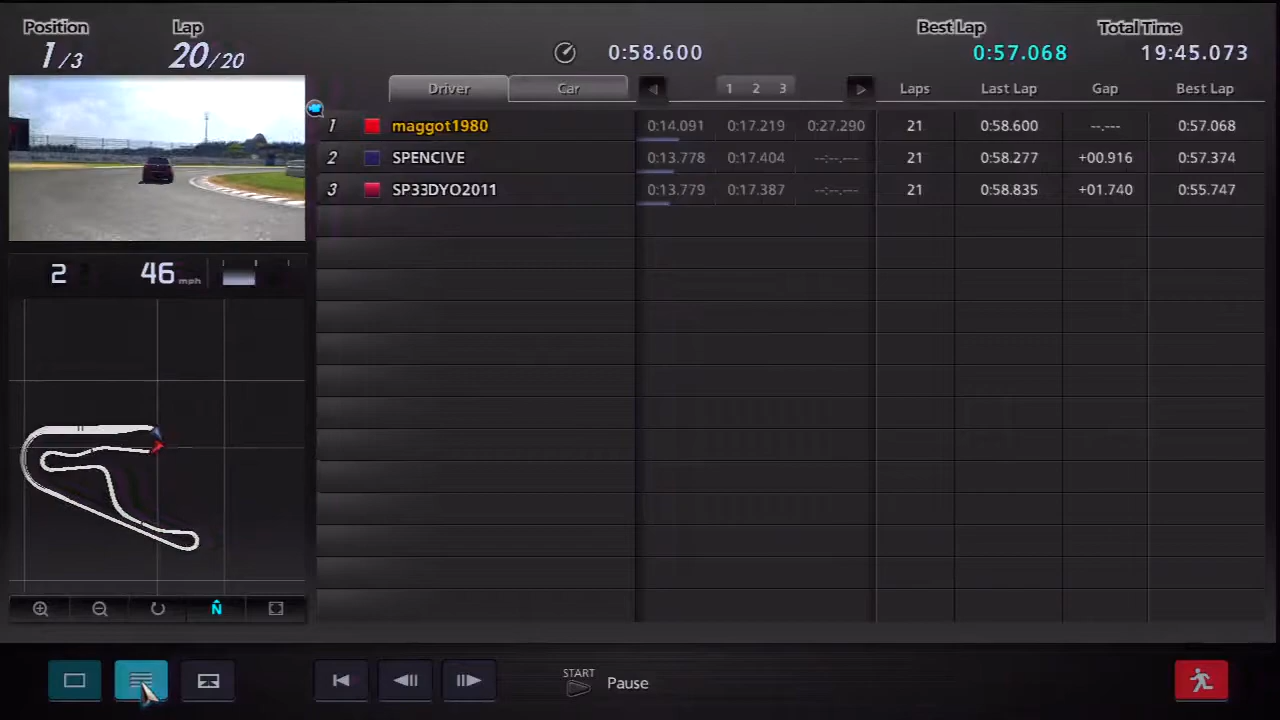 Position Lap Best Lap Total Time
1/3 20/20 0:58.600 0:57.068 19:45.073
Driver Car 1 2 3 Laps Last Lap Gap Best Lap
1 maggot1980 0:14.091 0:17.219 0:27.290 21 0:58.600 --.--- 0:57.068
2 SPENCIVE 0:13.778 0:17.404 --:--.--- 21 0:58.277 +00.916 0:57.374
3 SP33DYO2011 0:13.779 0:17.387 --:--.--- 21 0:58.835 +01.740 0:55.747
2 46 mph
N
START Pause